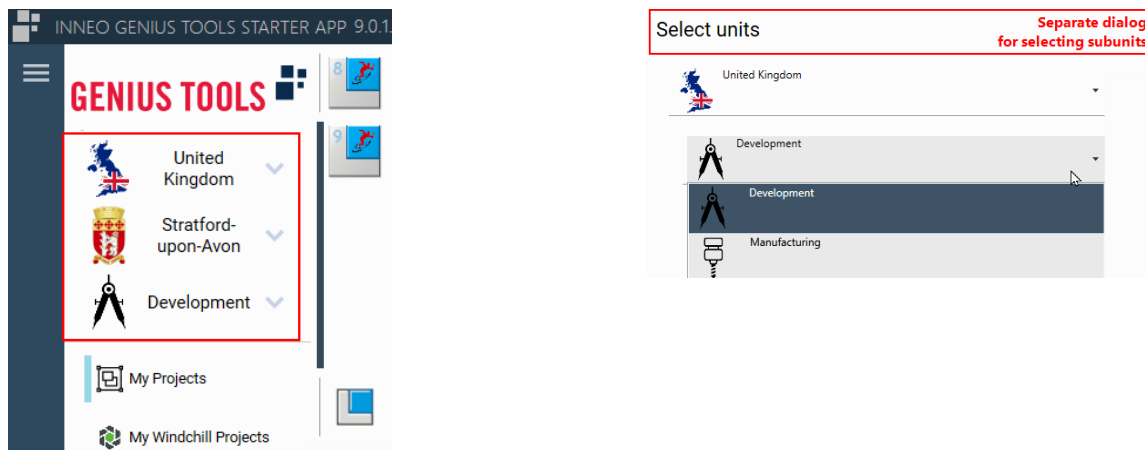 INNEO GENIUS TOOLS STARTER APP 9.0.1.
GENIUS TOOLS
8
9
United
Kingdom
Stratford-
upon-Avon
Development
My Projects
My Windchill Projects
Select units
Separate dialog
for selecting subunits
United Kingdom
Development
Development
Manufacturing